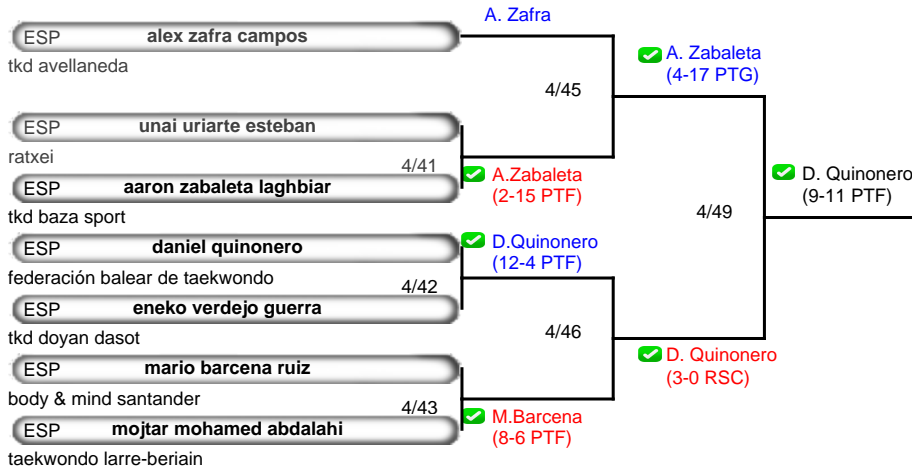 A. Zafra
ESP alex zafra campos
tkd avellaneda
A. Zabaleta
(4-17 PTG)
4/45
ESP unai uriarte esteban
ratxei
4/41
A.Zabaleta
(2-15 PTF)
ESP aaron zabaleta laghbiar
tkd baza sport
D. Quinonero
(9-11 PTF)
4/49
ESP daniel quinonero
federación balear de taekwondo
D.Quinonero
(12-4 PTF)
4/42
ESP eneko verdejo guerra
tkd doyan dasot
4/46
ESP mario barcena ruiz
body & mind santander
D. Quinonero
(3-0 RSC)
4/43
M.Barcena
(8-6 PTF)
ESP mojtar mohamed abdalahi
taekwondo larre-beriain